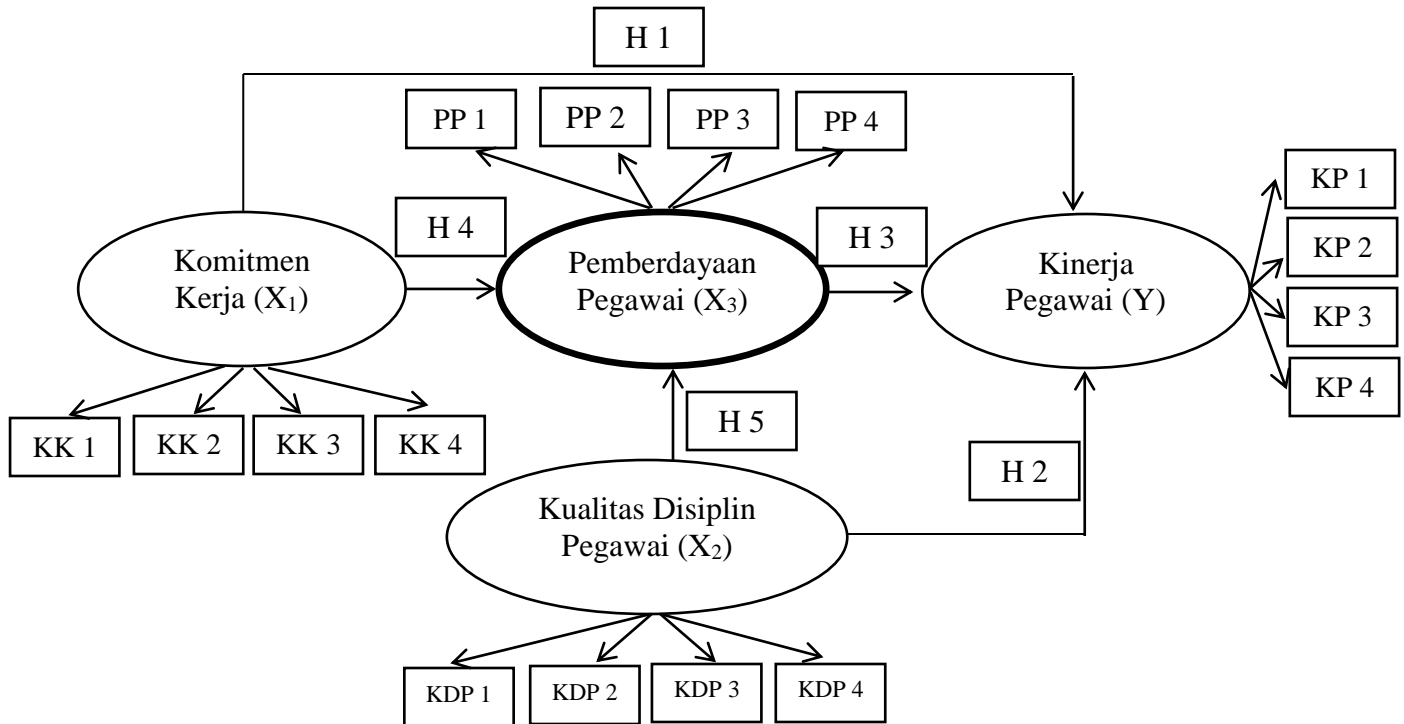 H 1
PP 1
PP 2
PP 3
PP 4
KP 1
KP 2
KP 3
KP 4
H 4
H 3
Komitmen
Kerja (X₁)
Pemberdayaan
Pegawai (X₃)
Kinerja
Pegawai (Y)
KK 1
KK 2
KK 3
KK 4
H 5
H 2
Kualitas Disiplin
Pegawai (X₂)
KDP 1
KDP 2
KDP 3
KDP 4